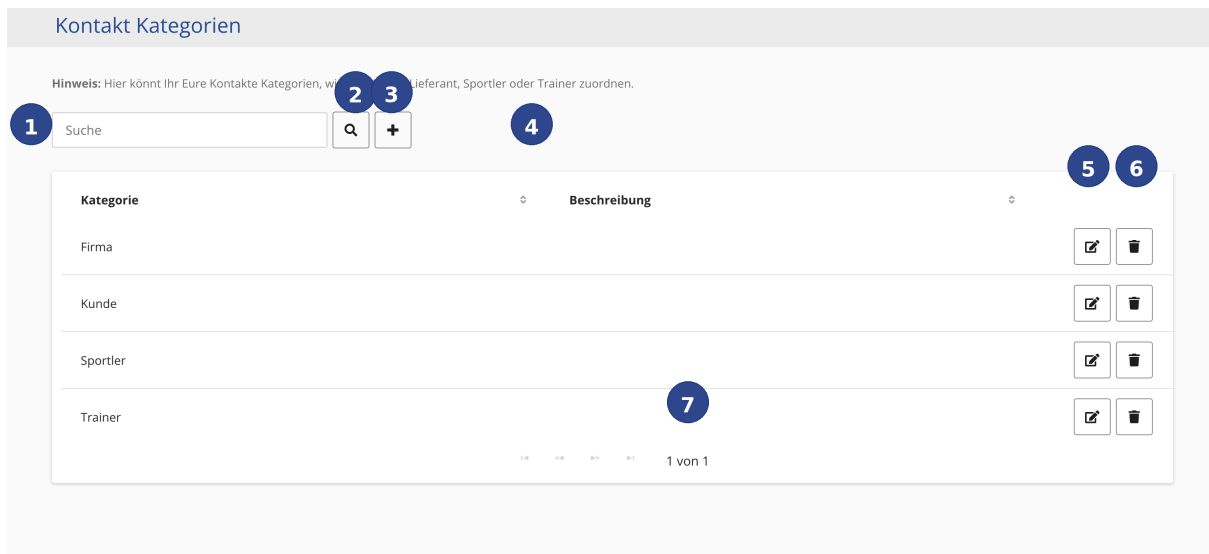 Kontakt Kategorien
Hinweis: Hier könnt Ihr Eure Kontakte Kategorien, Lieferant, Sportler oder Trainer zuordnen.
2 3
1 Suche 4
5 6
Kategorie Beschreibung
Firma
Kunde
Sportler
7
Trainer
1 von 1